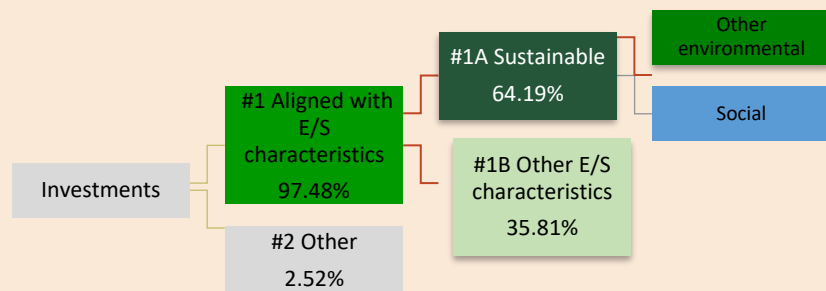 Investments
#1 Aligned with
E/S
characteristics
97.48%
#2 Other
2.52%
#1A Sustainable
64.19%
#1B Other E/S
characteristics
35.81%
Other
environmental
Social